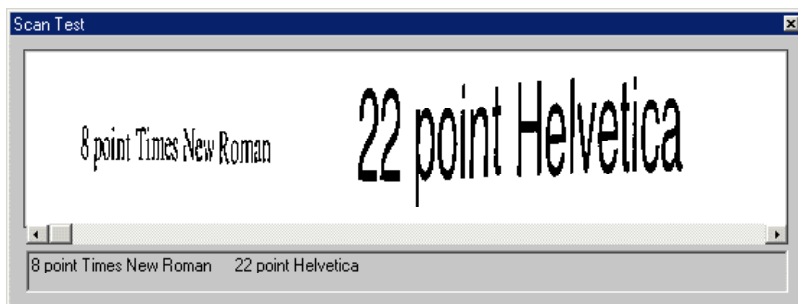 Scan Test
8 point Times New Roman 22 point Helvetica
8 point Times New Roman 22 point Helvetica